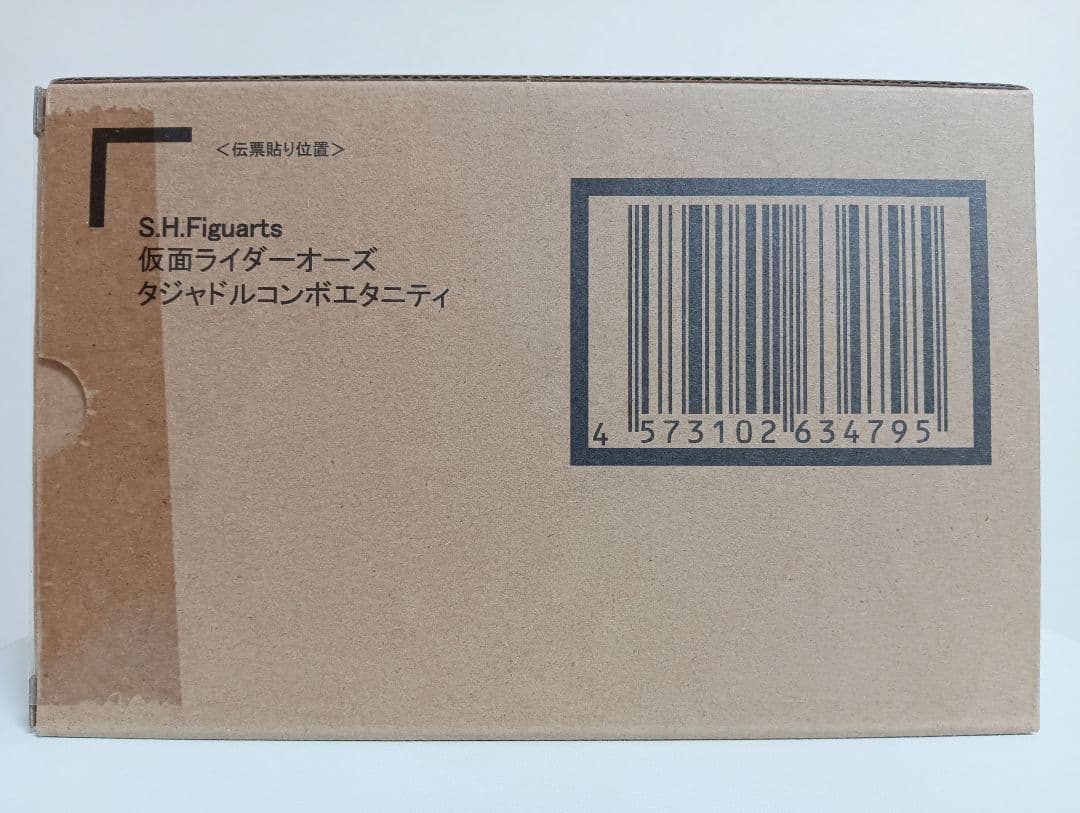 ＜伝票貼り位置＞
S.H.Figuarts
仮面ライダーオーズ
タジャドルコンボエタニティ
4 573102 634795